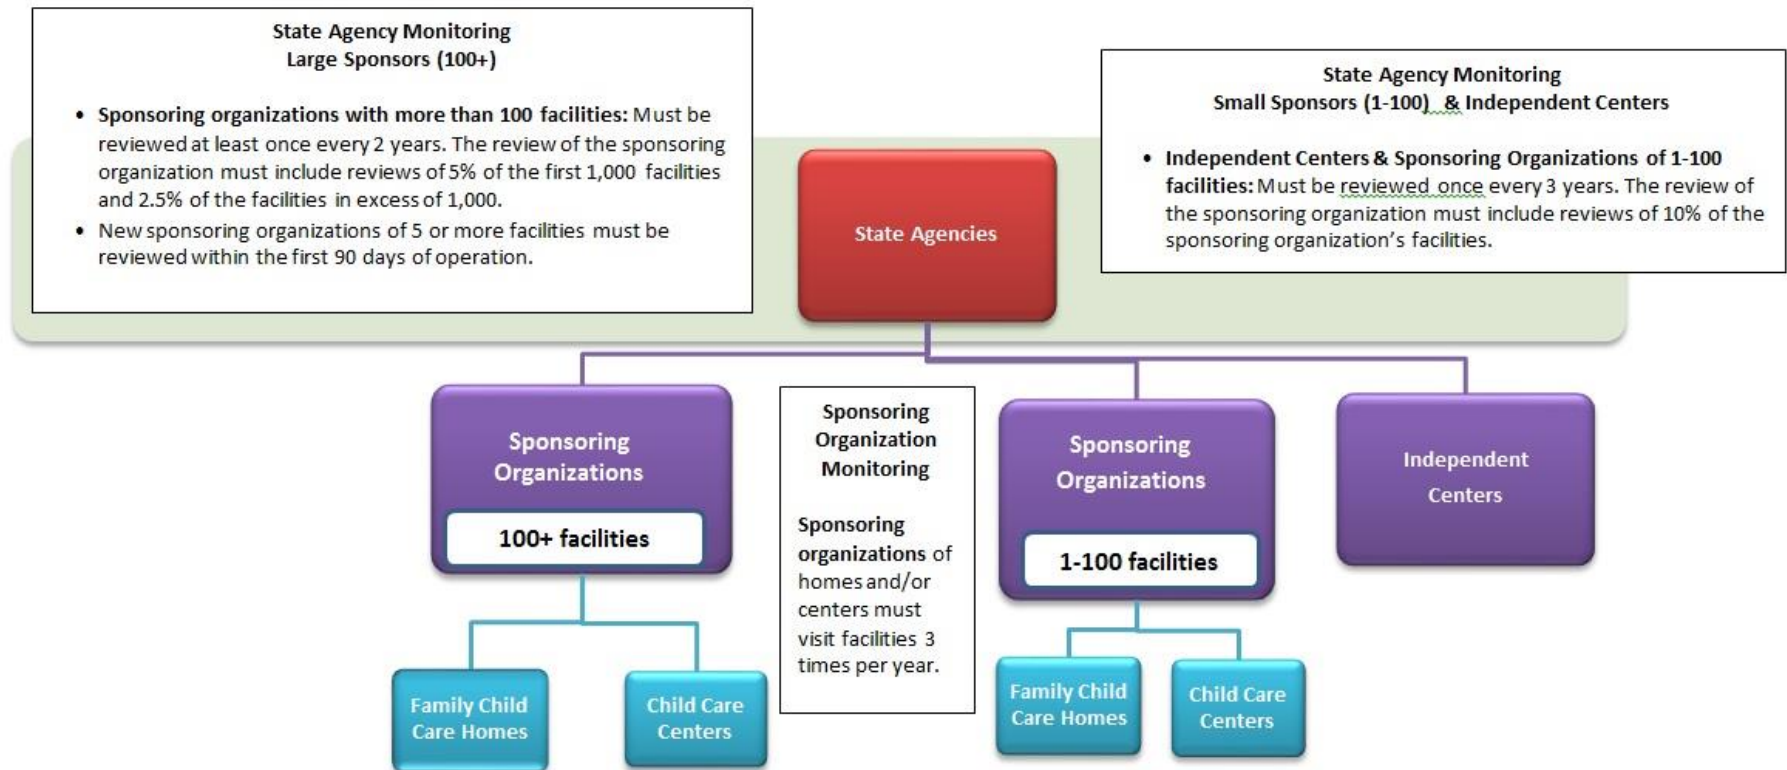 State Agency Monitoring
Large Sponsors (100+)
• Sponsoring organizations with more than 100 facilities: Must be
reviewed at least once every 2 years. The review of the sponsoring
organization must include reviews of 5% of the first 1,000 facilities
and 2.5% of the facilities in excess of 1,000.
• New sponsoring organizations of 5 or more facilities must be
reviewed within the first 90 days of operation.
State Agencies
State Agency Monitoring
Small Sponsors (1-100) & Independent Centers
• Independent Centers & Sponsoring Organizations of 1-100
facilities: Must be reviewed once every 3 years. The review of
the sponsoring organization must include reviews of 10% of the
sponsoring organization's facilities.
Sponsoring
Organizations
100+ facilities
Sponsoring
Organization
Monitoring
Sponsoring
organizations of
homes and/or
centers must
visit facilities 3
times per year.
Sponsoring
Organizations
1-100 facilities
Independent
Centers
Family Child
Care Homes
Child Care
Centers
Family Child
Care Homes
Child Care
Centers